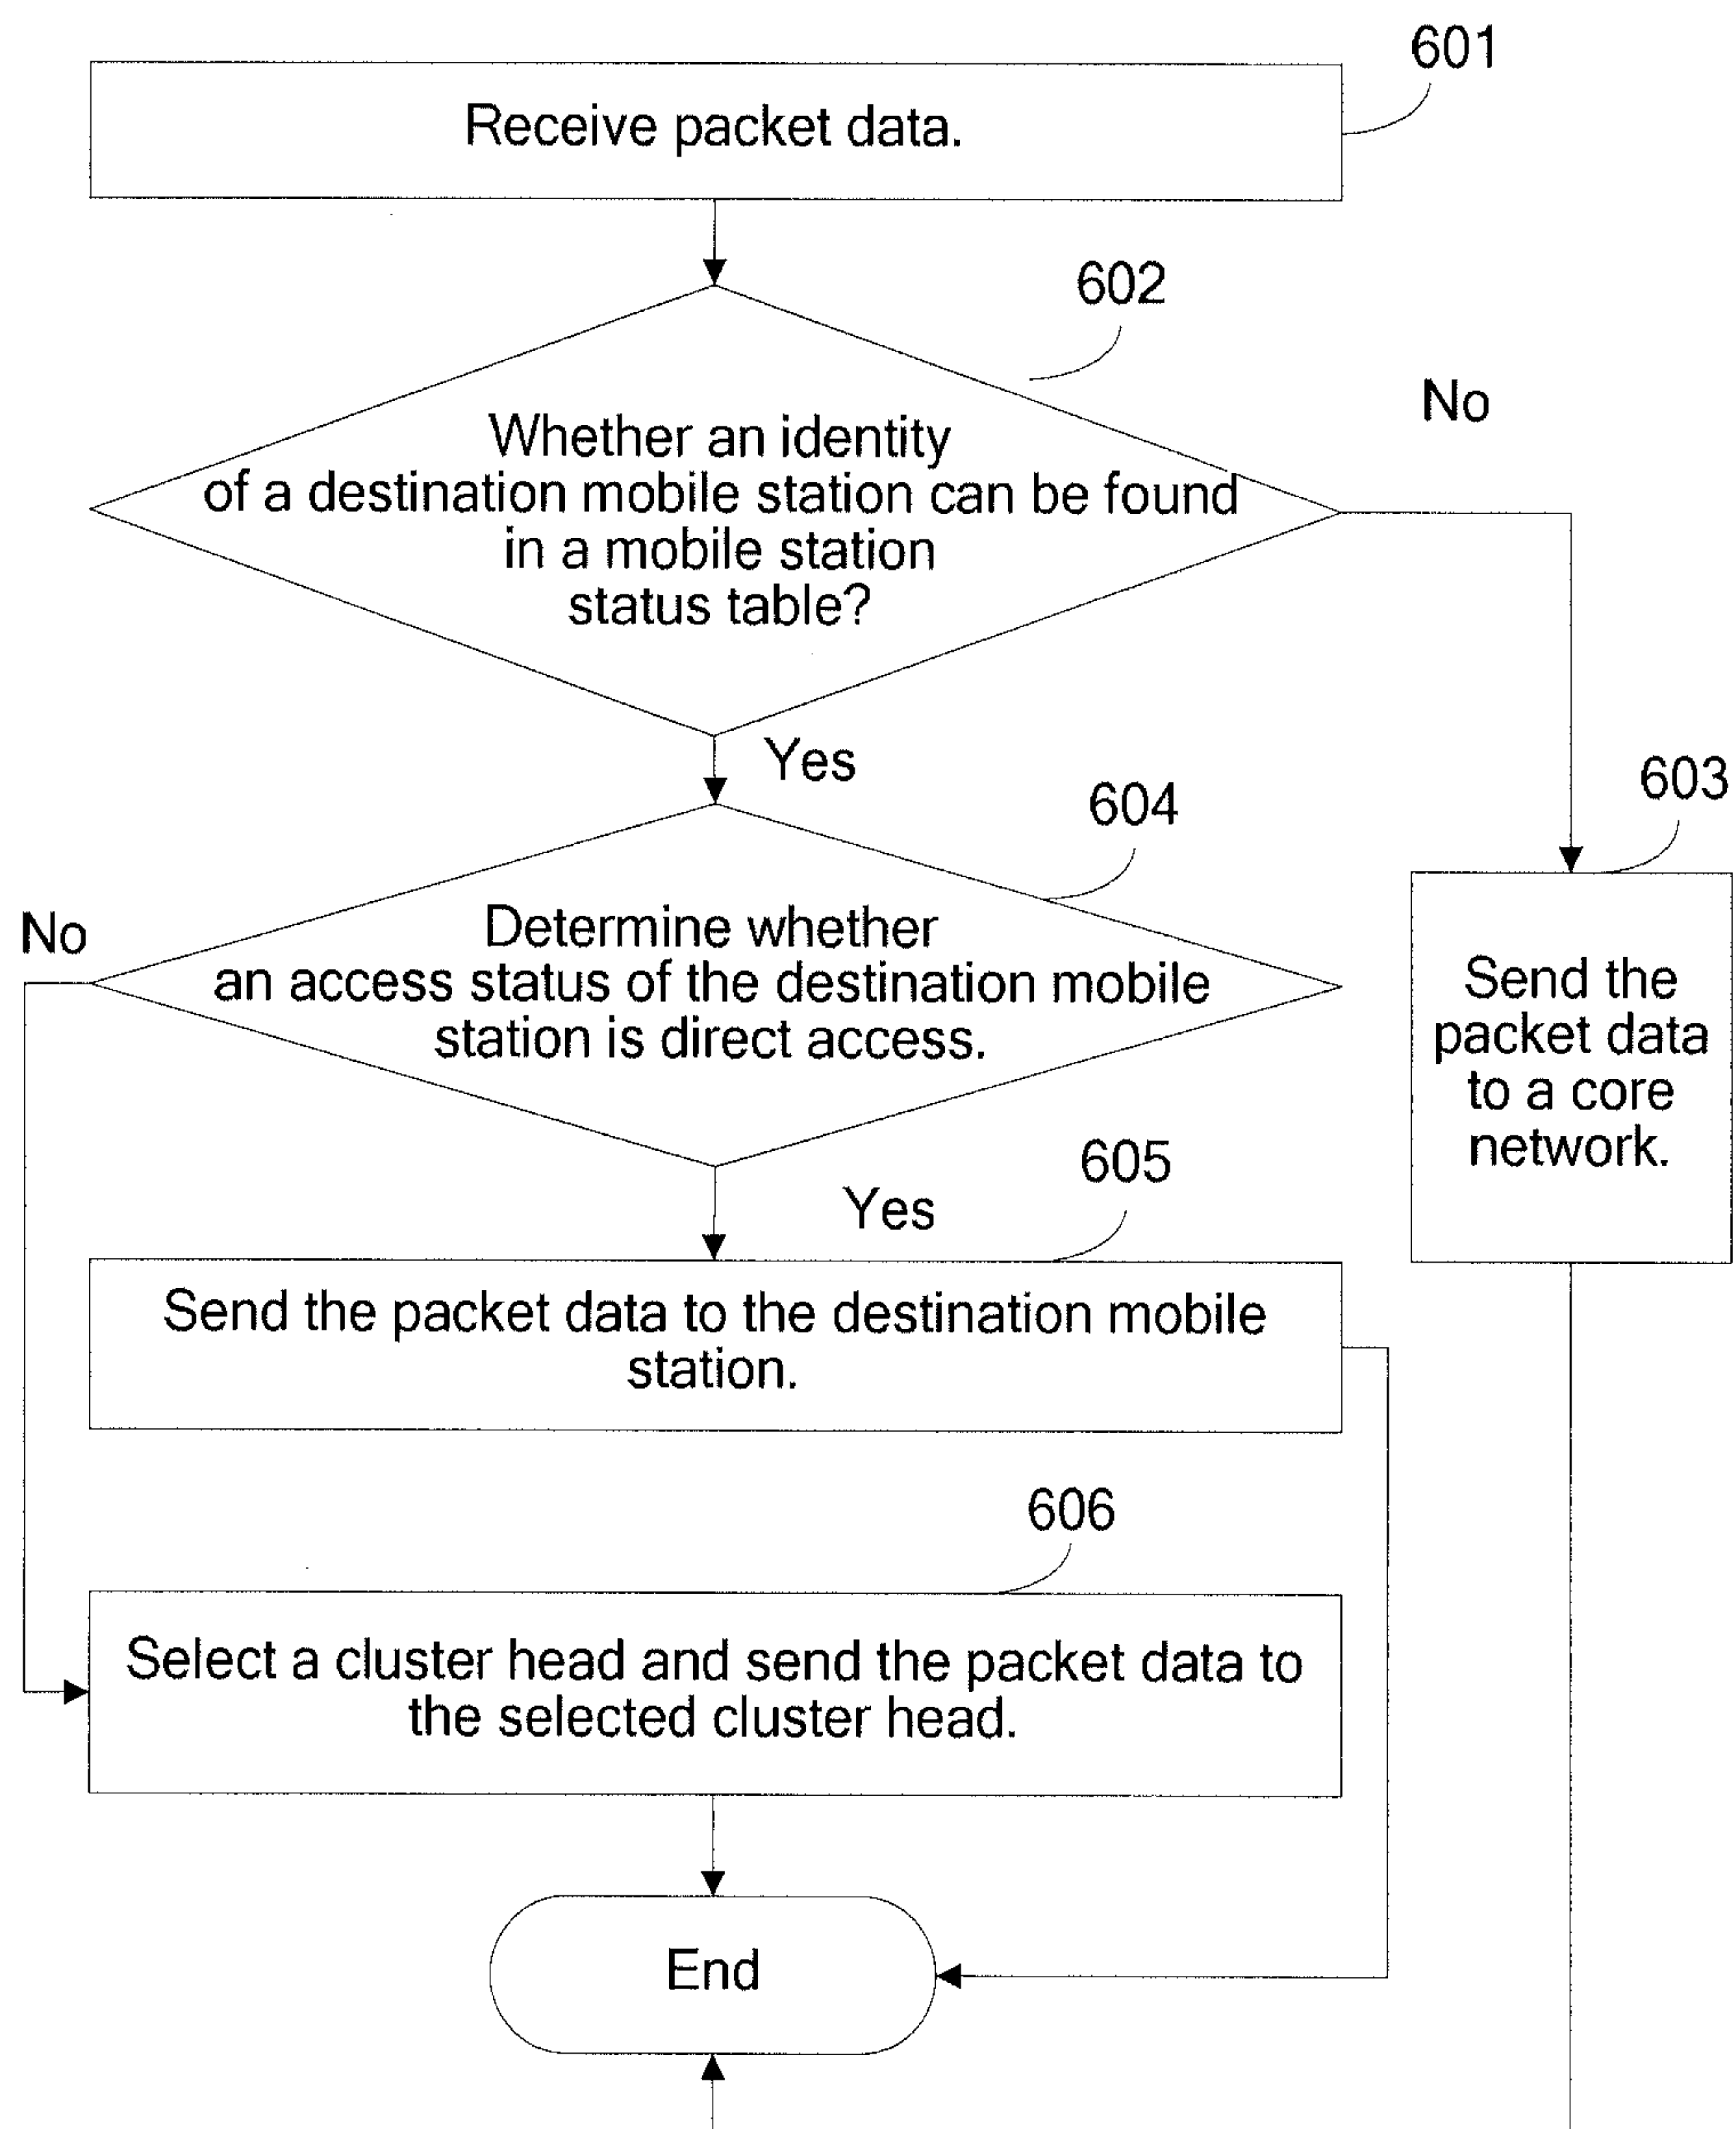 601
Receive packet data.
602
No
Whether an identity
of a destination mobile station can be found
in a mobile station
status table?
Yes
603
604
No
Determine whether
an access status of the destination mobile
station is direct access.
Send the
packet data
to a core
network.
605
Yes
Send the packet data to the destination mobile
station.
606
Select a cluster head and send the packet data to
the selected cluster head.
End